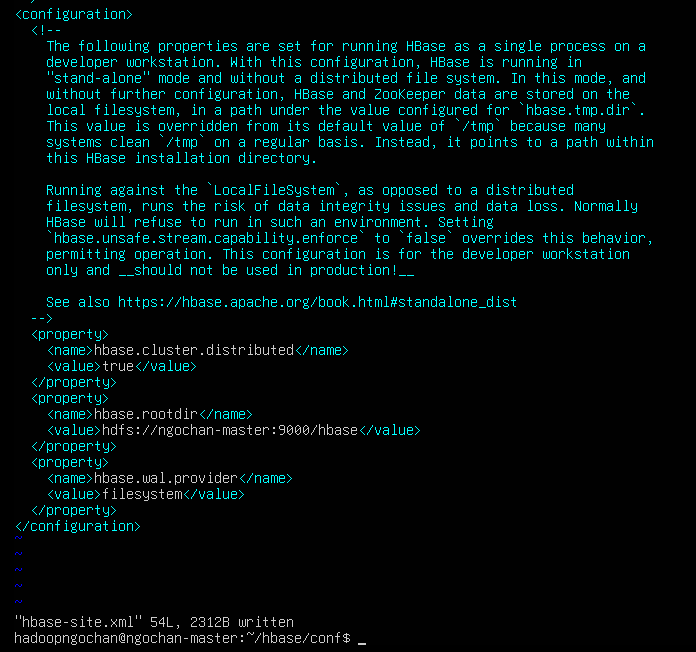 <configuration>
<!--
The following properties are set for running HBase as a single process on a
developer workstation. With this configuration, HBase is running in
"stand-alone" mode and without a distributed file system. In this mode, and
without further configuration, HBase and ZooKeeper data are stored on the
local filesystem, in a path under the value configured for `hbase.tmp.dir`.
This value is overridden from its default value of `/tmp` because many
systems clean `/tmp` on a regular basis. Instead, it points to a path within
this HBase installation directory.
Running against the `LocalFileSystem`, as opposed to a distributed
filesystem, runs the risk of data integrity issues and data loss. Normally
HBase will refuse to run in such an environment. Setting
`hbase.unsafe.stream.capability.enforce` to `false` overrides this behavior,
permitting operation. This configuration is for the developer workstation
only and __should not be used in production!__
See also https://hbase.apache.org/book.html#standalone_dist
-->
<property>
<name>hbase.cluster.distributed</name>
<value>true</value>
</property>
<property>
<name>hbase.rootdir</name>
<value>hdfs://ngochan-master:9000/hbase</value>
</property>
<property>
<name>hbase.wal.provider</name>
<value>filesystem</value>
</property>
</configuration>
~
~
~
~
~
"hbase-site.xml" 54L, 2312B written
hadoopngochan@ngochan-master:~/hbase/conf$ _